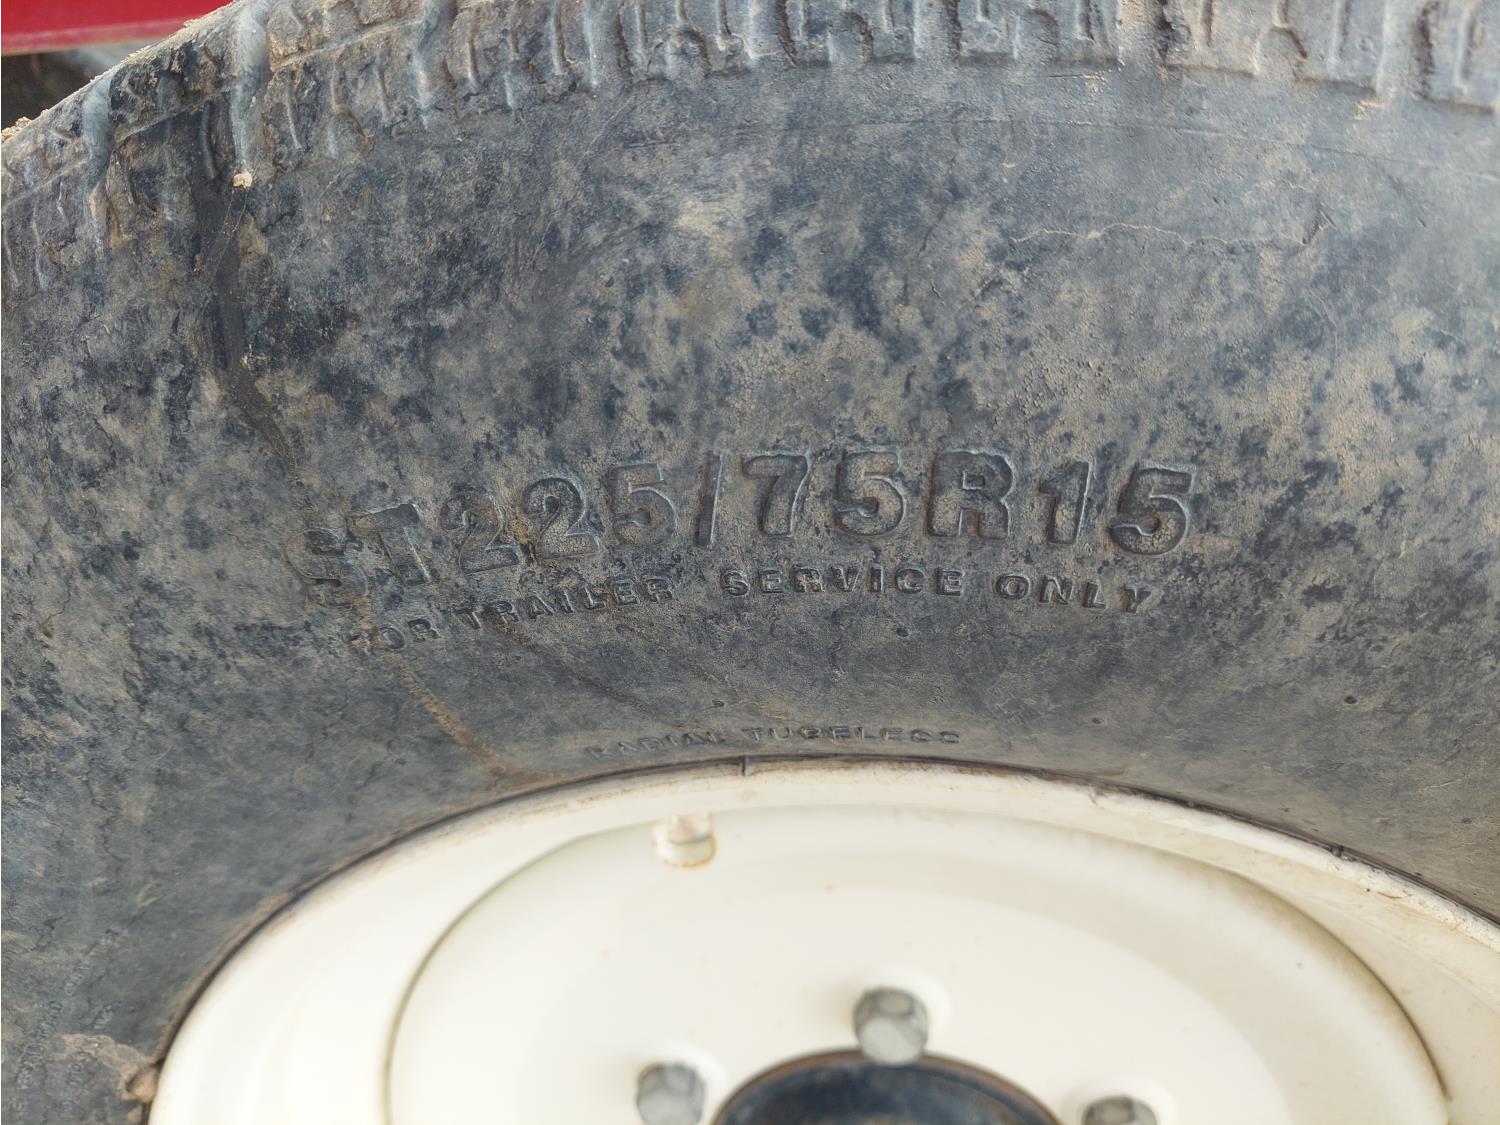 ST225/75R15
FOR TRAILER SERVICE ONLY
RADIAL TUBELESS